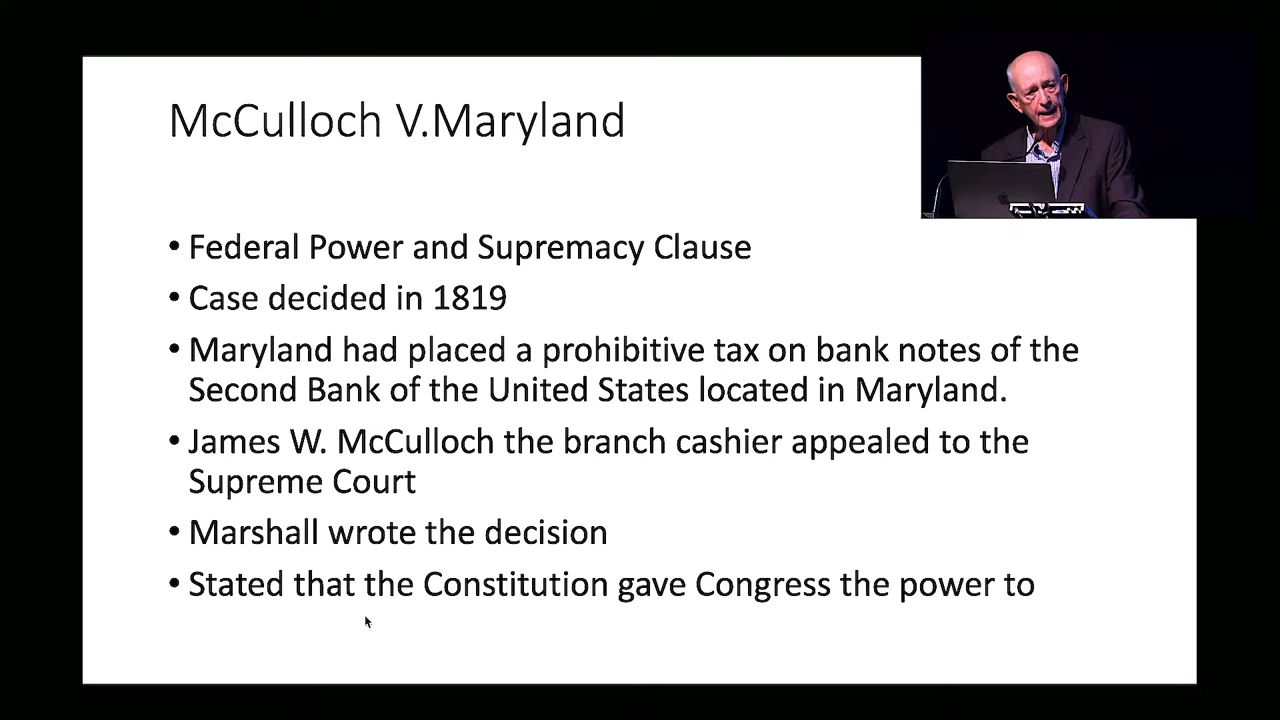 McCulloch V.Maryland
• Federal Power and Supremacy Clause
• Case decided in 1819
• Maryland had placed a prohibitive tax on bank notes of the
Second Bank of the United States located in Maryland.
• James W. McCulloch the branch cashier appealed to the
Supreme Court
• Marshall wrote the decision
• Stated that the Constitution gave Congress the power to